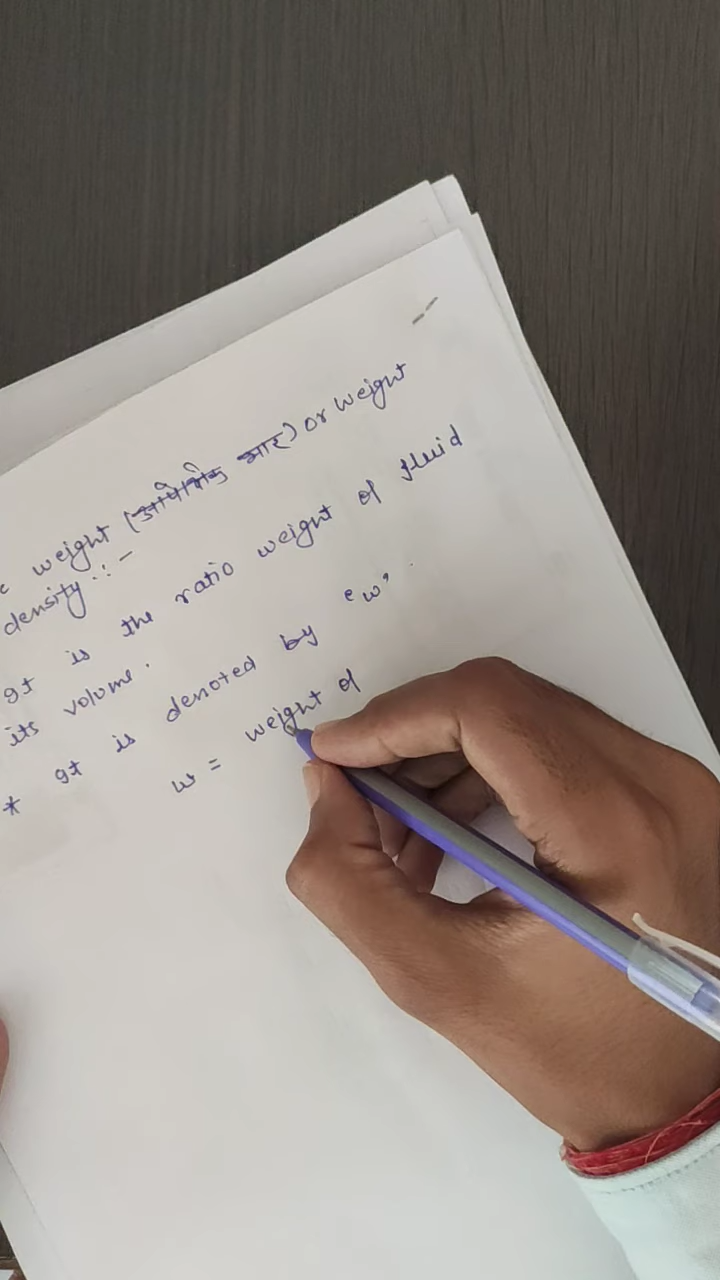 c weight (आपेक्षिक भार) or weight
density :: -
gt is the ratio weight of fluid
its volume.
* gt is denoted by 'w'.
w = weight of